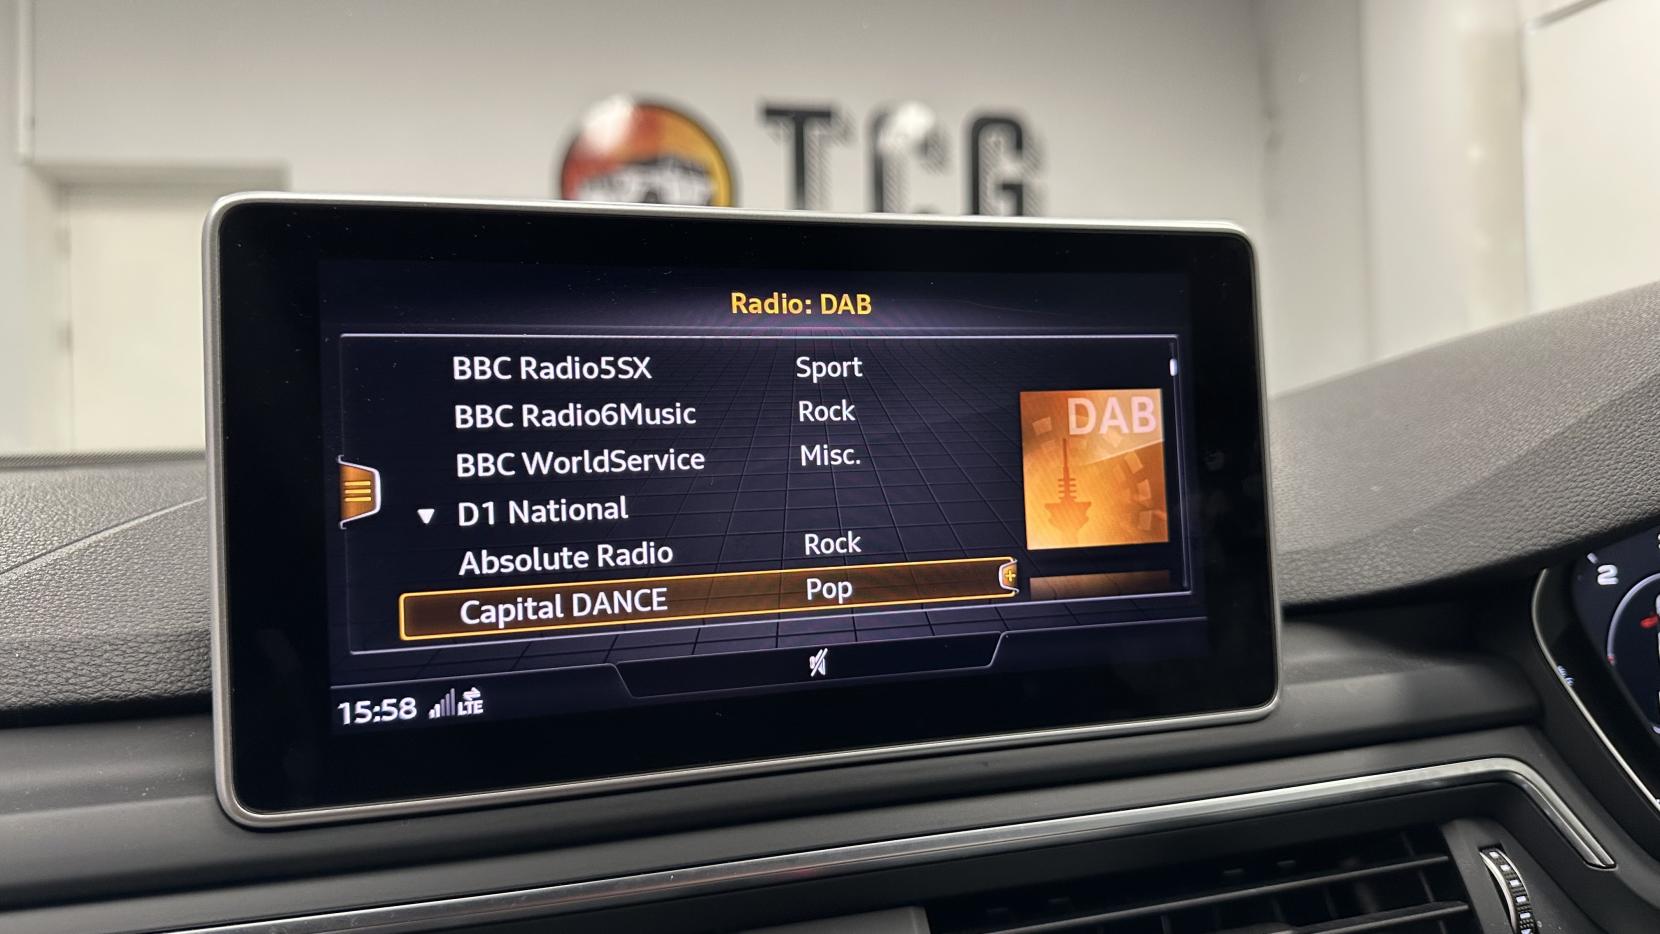 TCG
Radio: DAB
BBC Radio5SX Sport
BBC Radio6Music Rock
DAB
BBC WorldService Misc.
D1 National
Absolute Radio Rock
Capital DANCE Pop
15:58 LTE
2